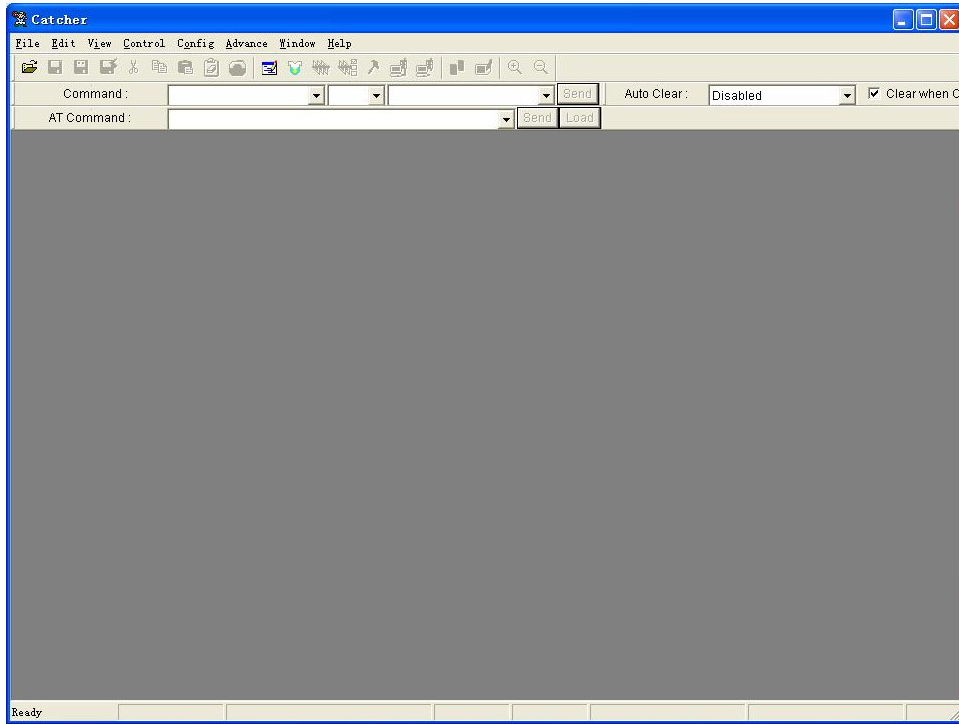 Catcher
File Edit View Control Config Advance Window Help
Command : Send Auto Clear : Disabled Clear when C
AT Command : Send Load
Ready